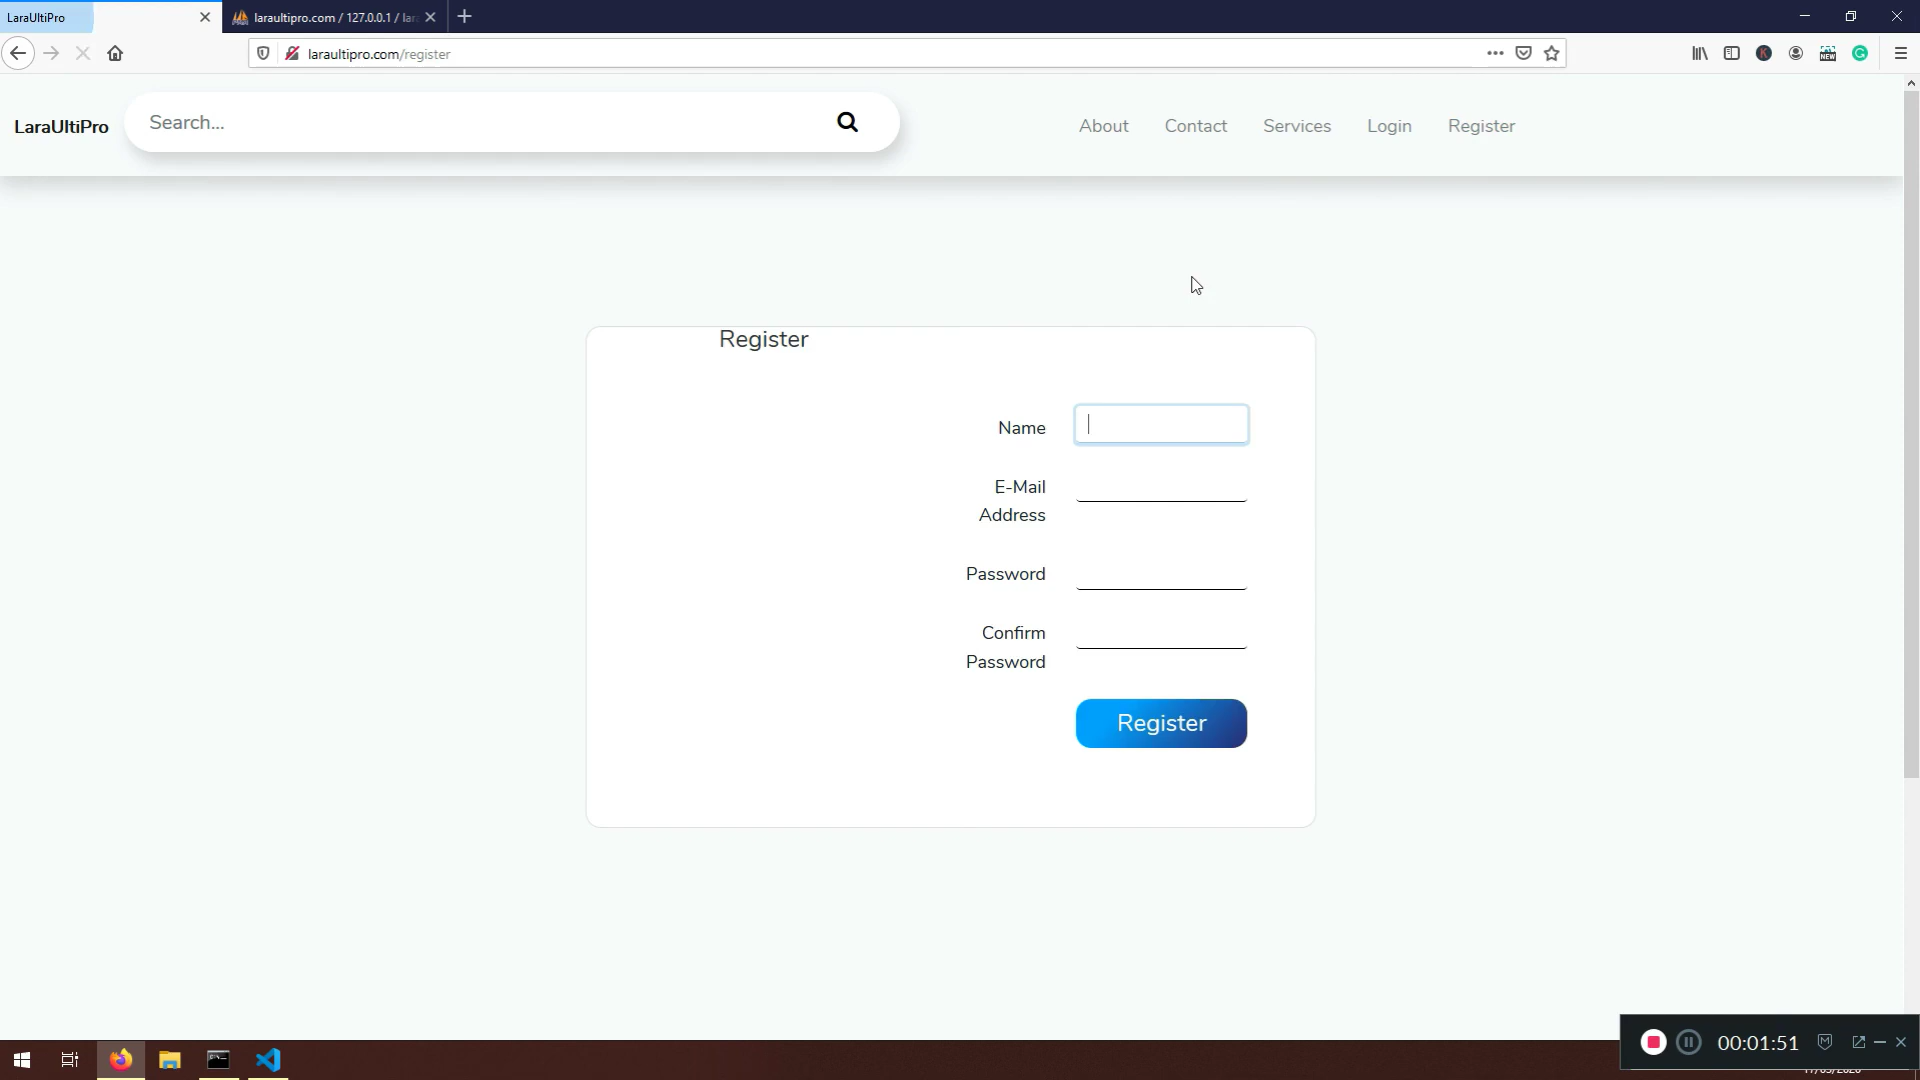 LaraUltiPro
laraultipro.com / 127.0.0.1 / lar
laraultipro.com/register
NEW
LaraUltiPro
Search...
About
Contact
Services
Login
Register
Register
Name
E-Mail
Address
Password
Confirm
Password
Register
00:01:51